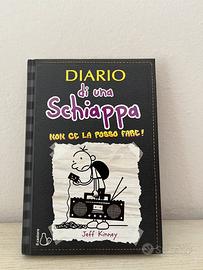 DIARIO
di una
Schiappa
NON CE LA POSSO FARE!
Jeff Kinney